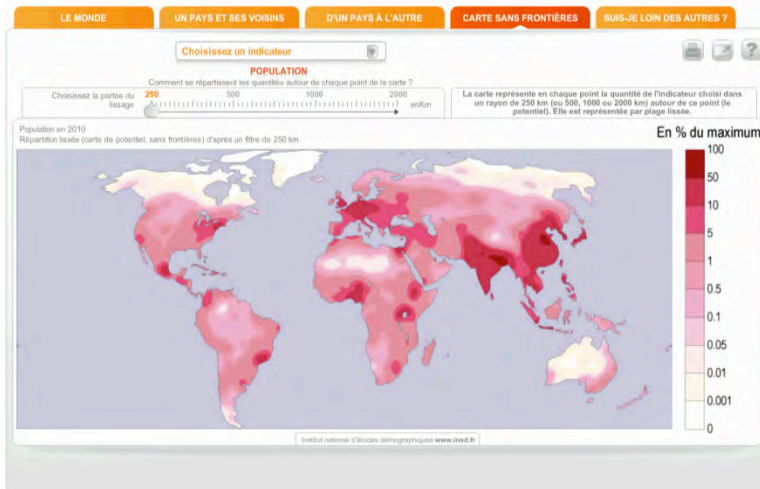 LE MONDE
UN PAYS ET SES VOISINS
D'UN PAYS À L'AUTRE
CARTE SANS FRONTIÈRES
SUIS-JE LOIN DES AUTRES ?
Choisissez un indicateur
?
POPULATION
Comment se répartissent les quantités autour de chaque point de la carte ?
Choisissez la portée du
lissage
250
500
1000
2000
enKm
La carte représente en chaque point la quantité de l'indicateur choisi dans
un rayon de 250 km (ou 500, 1000 ou 2000 km) autour de ce point (le
potentiel). Elle est représentée par plage lissée.
Population en 2010
Répartition lissée (carte de potentiel, sans frontières) d'après un filtre de 250 km
En % du maximum
100
50
10
5
1
0.5
0.1
0.05
0.01
0.001
0
Institut national d'études démographiques www.ined.fr